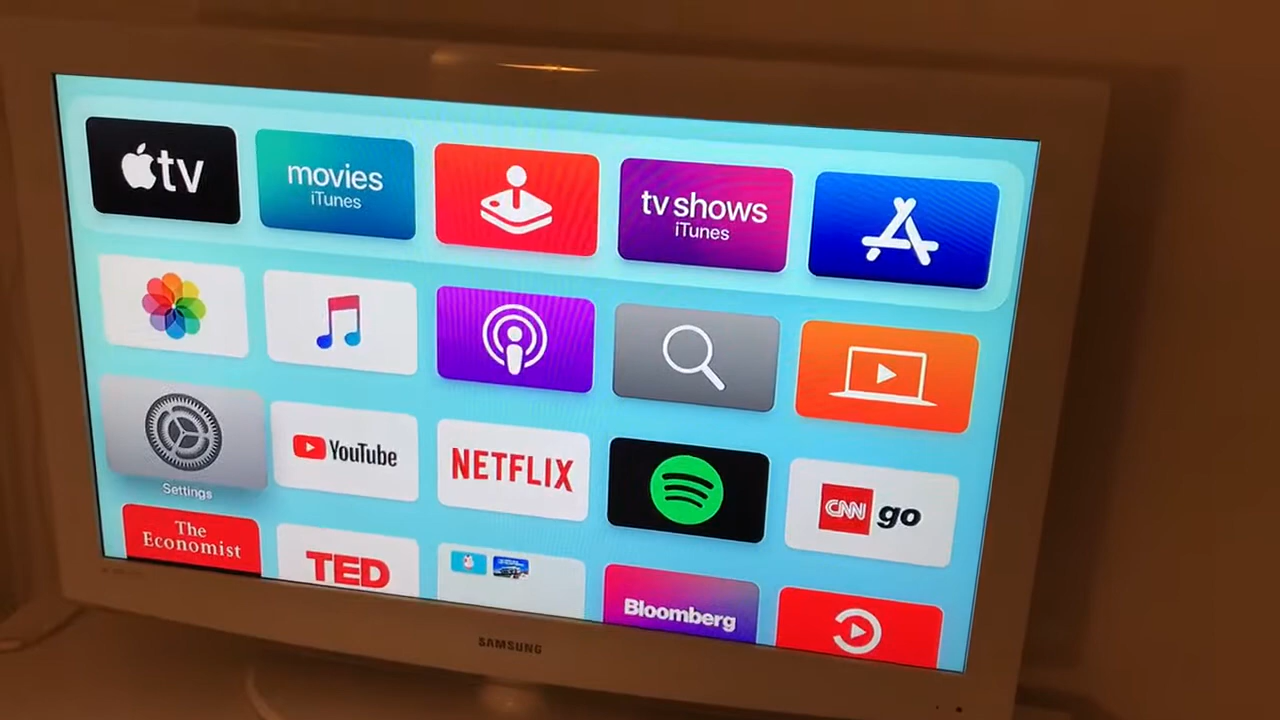 tv
movies
iTunes
tv shows
iTunes
Settings
YouTube
NETFLIX
CNN go
The
Economist
TED
Bloomberg
SAMSUNG